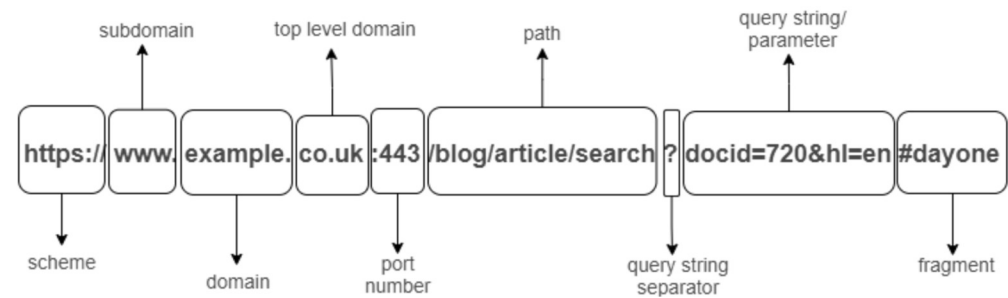 subdomain
top level domain
path
query string/
parameter
https:// www. example. co.uk :443 /blog/article/search ? docid=720&hl=en #dayone
scheme
domain
port
number
query string
separator
fragment